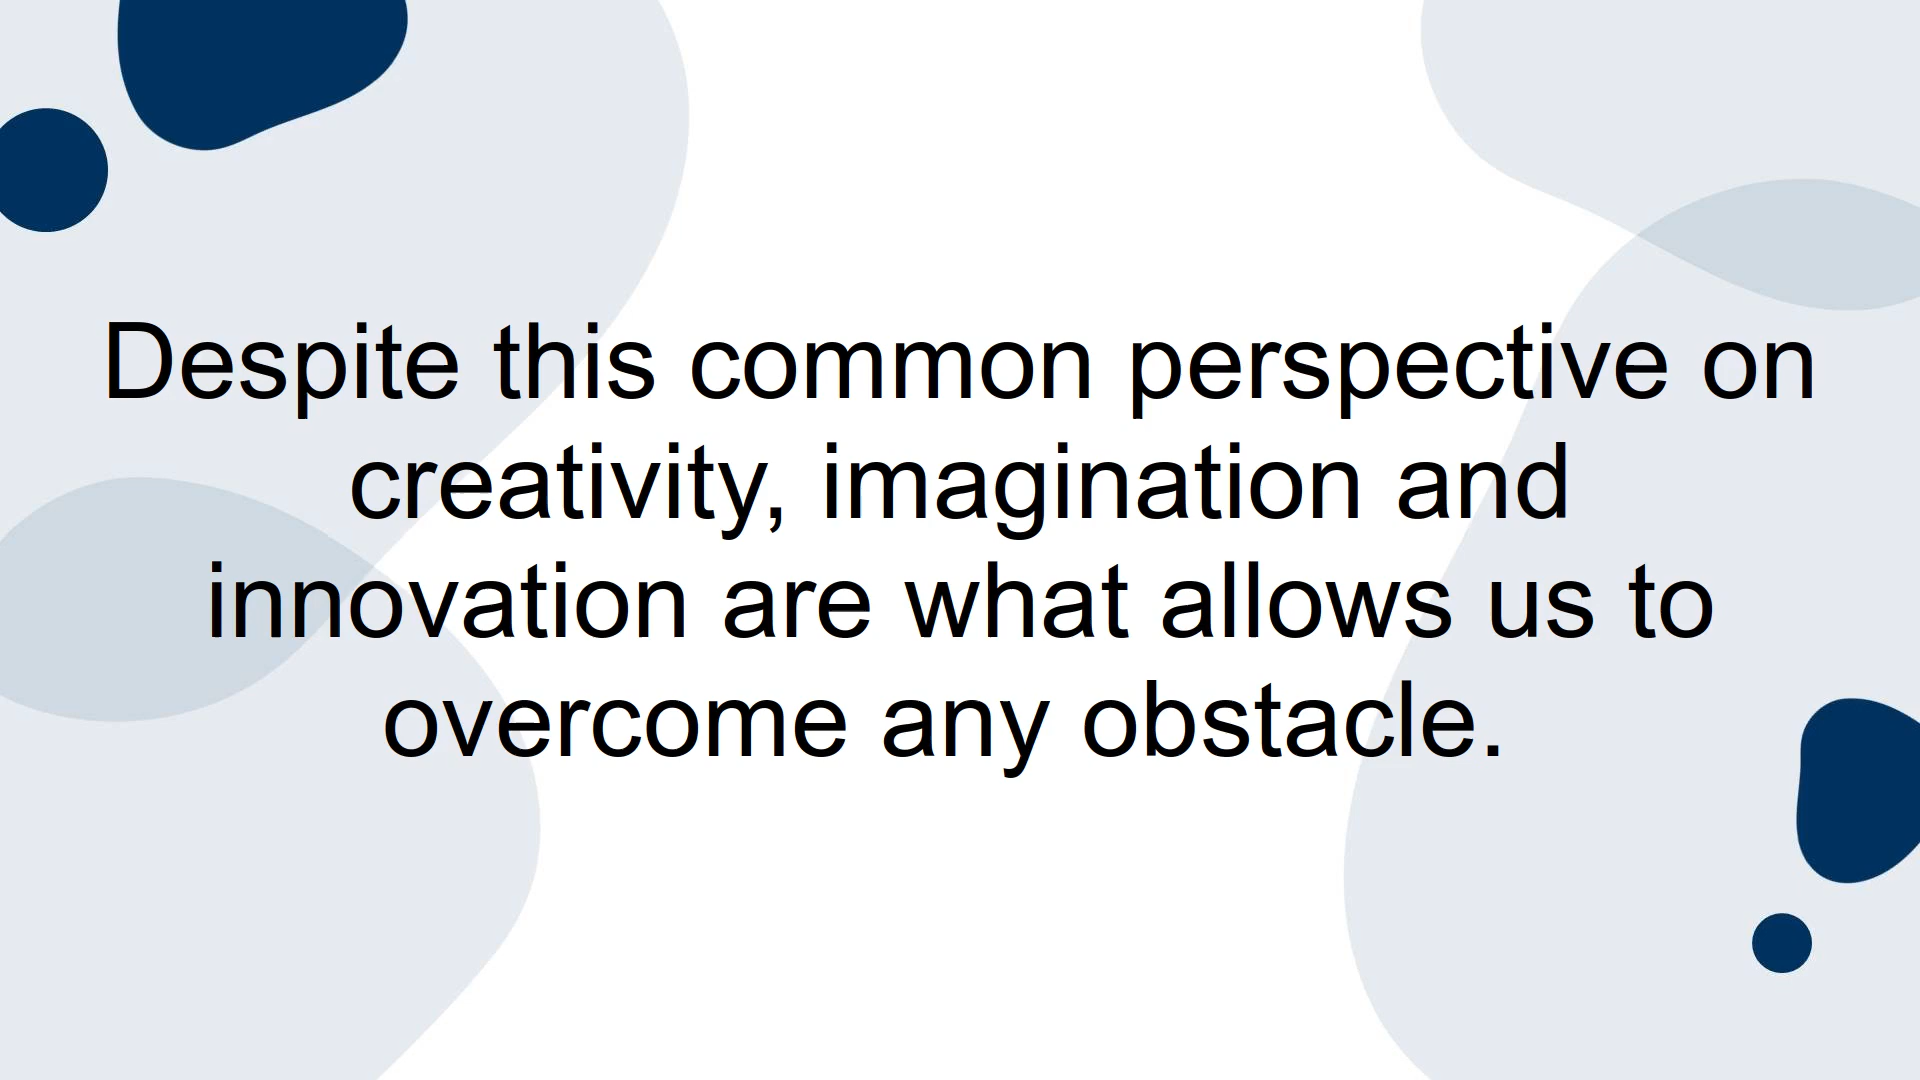 Despite this common perspective on
creativity, imagination and
innovation are what allows us to
overcome any obstacle.